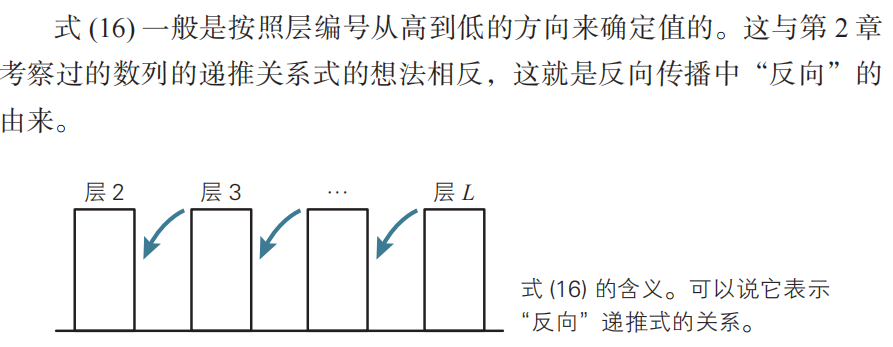 式 (16) 一般是按照层编号从高到低的方向来确定值的。这与第 2 章
考察过的数列的递推关系式的想法相反，这就是反向传播中“反向”的
由来。
层 2 层 3 … 层 L
式 (16) 的含义。可以说它表示
“反向”递推式的关系。